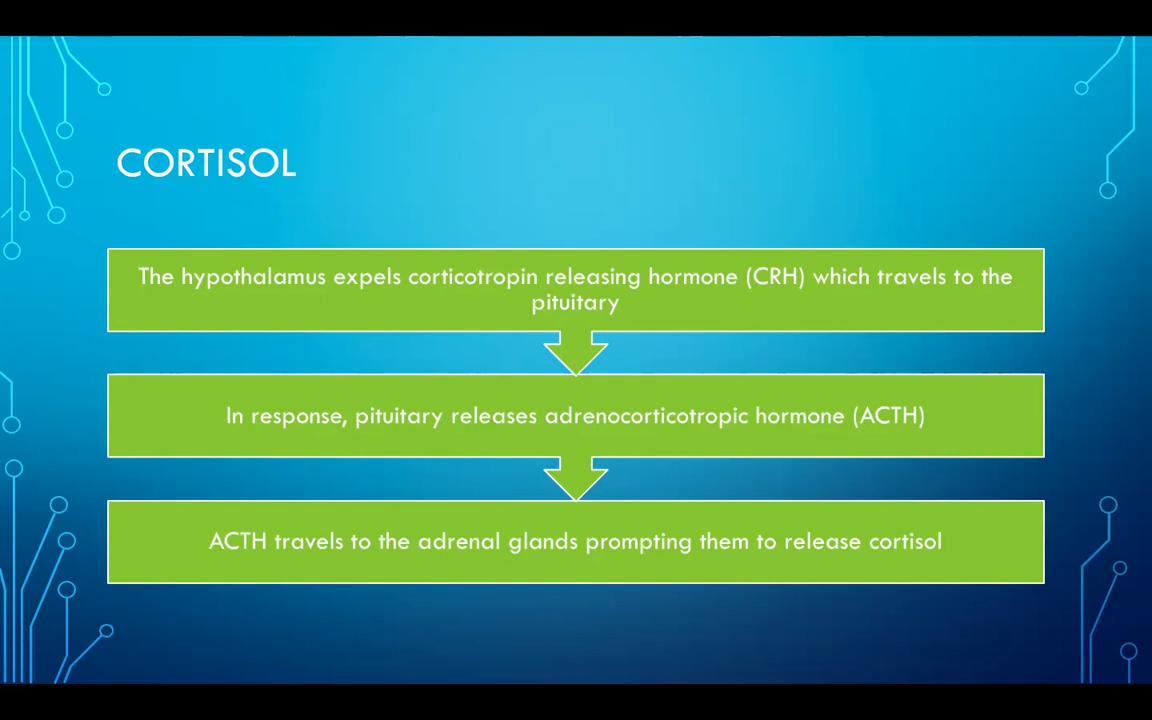 CORTISOL
The hypothalamus expels corticotropin releasing hormone (CRH) which travels to the
pituitary
In response, pituitary releases adrenocorticotropic hormone (ACTH)
ACTH travels to the adrenal glands prompting them to release cortisol